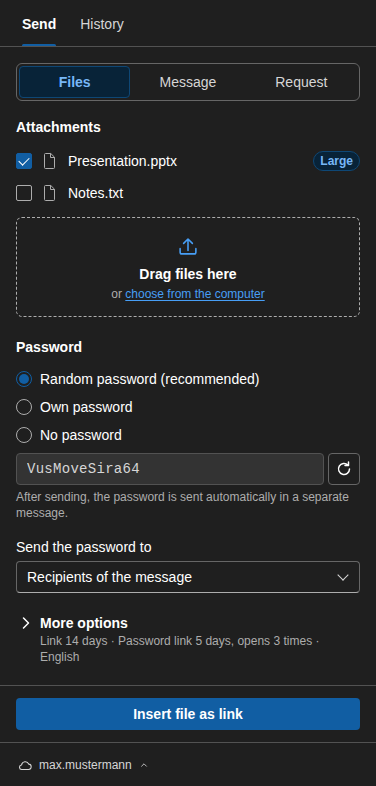 Send History
Files Message Request
Attachments
Presentation.pptx Large
Notes.txt
Drag files here
or choose from the computer
Password
Random password (recommended)
Own password
No password
VusMoveSira64
After sending, the password is sent automatically in a separate
message.
Send the password to
Recipients of the message
More options
Link 14 days · Password link 5 days, opens 3 times ·
English
Insert file as link
max.mustermann